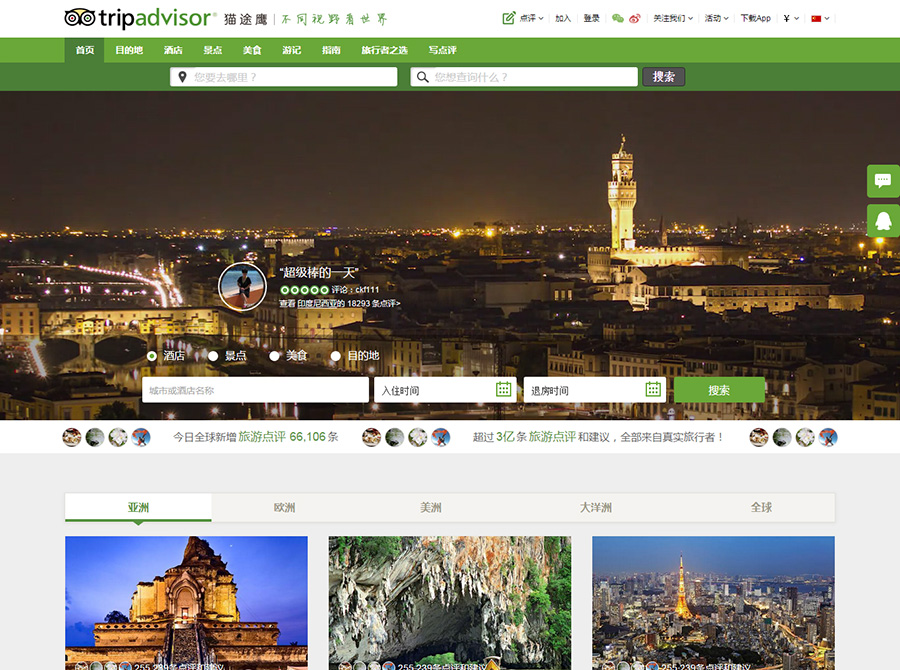 tripadvisor® 猫途鹰 | 不同视野看世界
点评 加入 登录 关注我们 活动 下载App ¥
首页 目的地 酒店 景点 美食 游记 指南 旅行者之选 写点评
您要去哪里？ 您想查询什么？ 搜索
"超级棒的一天"
评论：ckf111
查看 印度尼西亚的 18293 条点评>
酒店 景点 美食 目的地
城市或酒店名称 入住时间 退房时间 搜索
今日全球新增 旅游点评 66,106 条 超过 3亿 条 旅游点评 和建议，全部来自真实旅行者！
亚洲 欧洲 美洲 大洋洲 全球
255,239条点评和建议 255,239条点评和建议 255,239条点评和建议